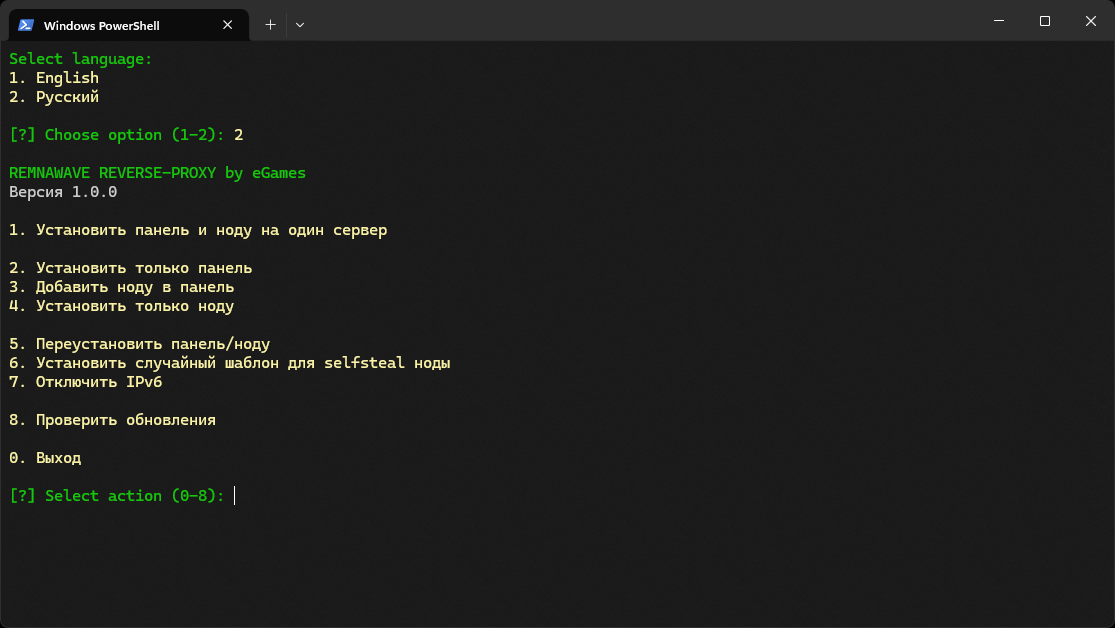 Windows PowerShell
Select language:
1. English
2. Русский
[?] Choose option (1-2): 2
REMNAWAVE REVERSE-PROXY by eGames
Версия 1.0.0
1. Установить панель и ноду на один сервер
2. Установить только панель
3. Добавить ноду в панель
4. Установить только ноду
5. Переустановить панель/ноду
6. Установить случайный шаблон для selfsteal ноды
7. Отключить IPv6
8. Проверить обновления
0. Выход
[?] Select action (0-8):